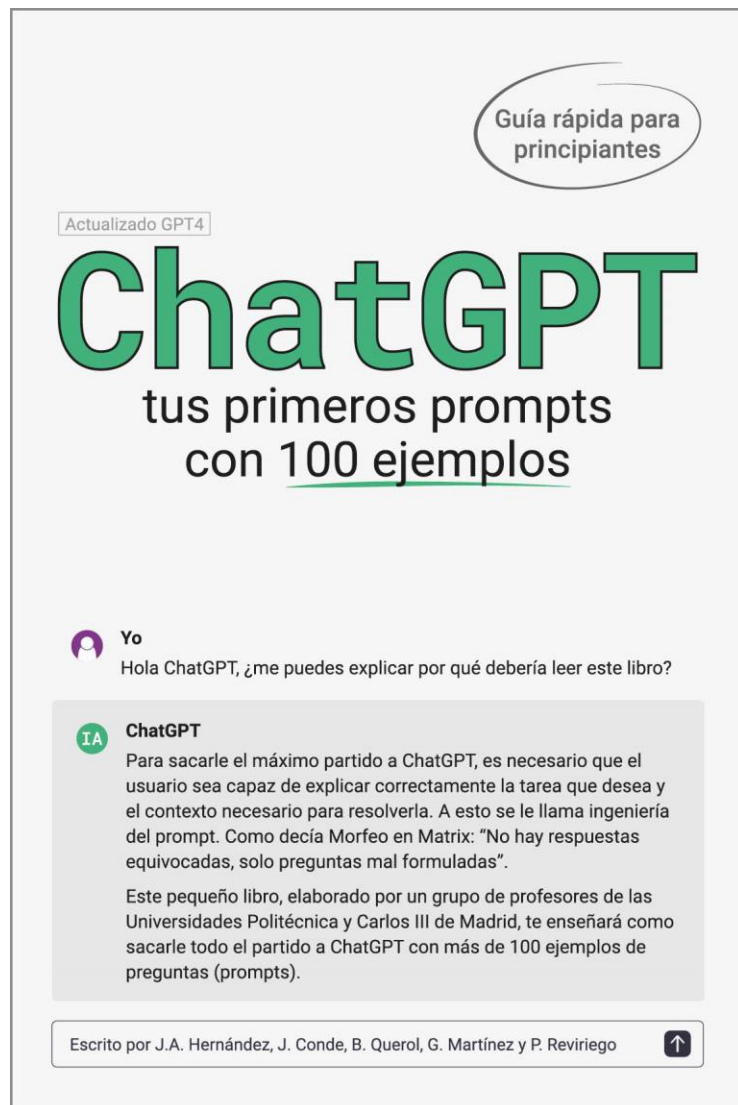 Guía rápida para
principiantes
Actualizado GPT4
ChatGPT
tus primeros prompts
con 100 ejemplos
Yo
Hola ChatGPT, ¿me puedes explicar por qué debería leer este libro?
IA
ChatGPT
Para sacarle el máximo partido a ChatGPT, es necesario que el
usuario sea capaz de explicar correctamente la tarea que desea y
el contexto necesario para resolverla. A esto se le llama ingeniería
del prompt. Como decía Morfeo en Matrix: “No hay respuestas
equivocadas, solo preguntas mal formuladas”.
Este pequeño libro, elaborado por un grupo de profesores de las
Universidades Politécnica y Carlos III de Madrid, te enseñará como
sacarle todo el partido a ChatGPT con más de 100 ejemplos de
preguntas (prompts).
Escrito por J.A. Hernández, J. Conde, B. Querol, G. Martínez y P. Reviriego